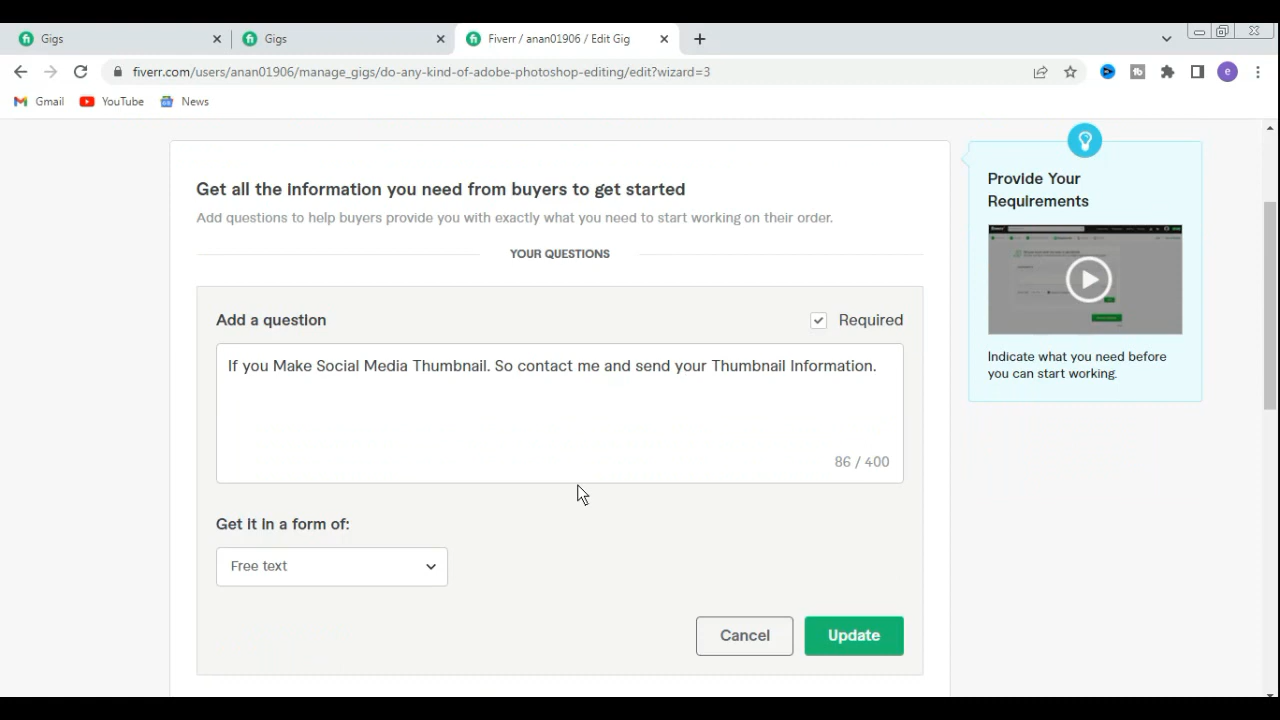 Gigs
Gigs
Fiverr / anan01906 / Edit Gig
fiverr.com/users/anan01906/manage_gigs/do-any-kind-of-adobe-photoshop-editing/edit?wizard=3
e
Gmail
YouTube
News
Get all the information you need from buyers to get started
Add questions to help buyers provide you with exactly what you need to start working on their order.
YOUR QUESTIONS
Add a question
Required
If you Make Social Media Thumbnail. So contact me and send your Thumbnail Information.
86 / 400
Get it in a form of:
Free text
Cancel
Update
Provide Your
Requirements
Indicate what you need before
you can start working.